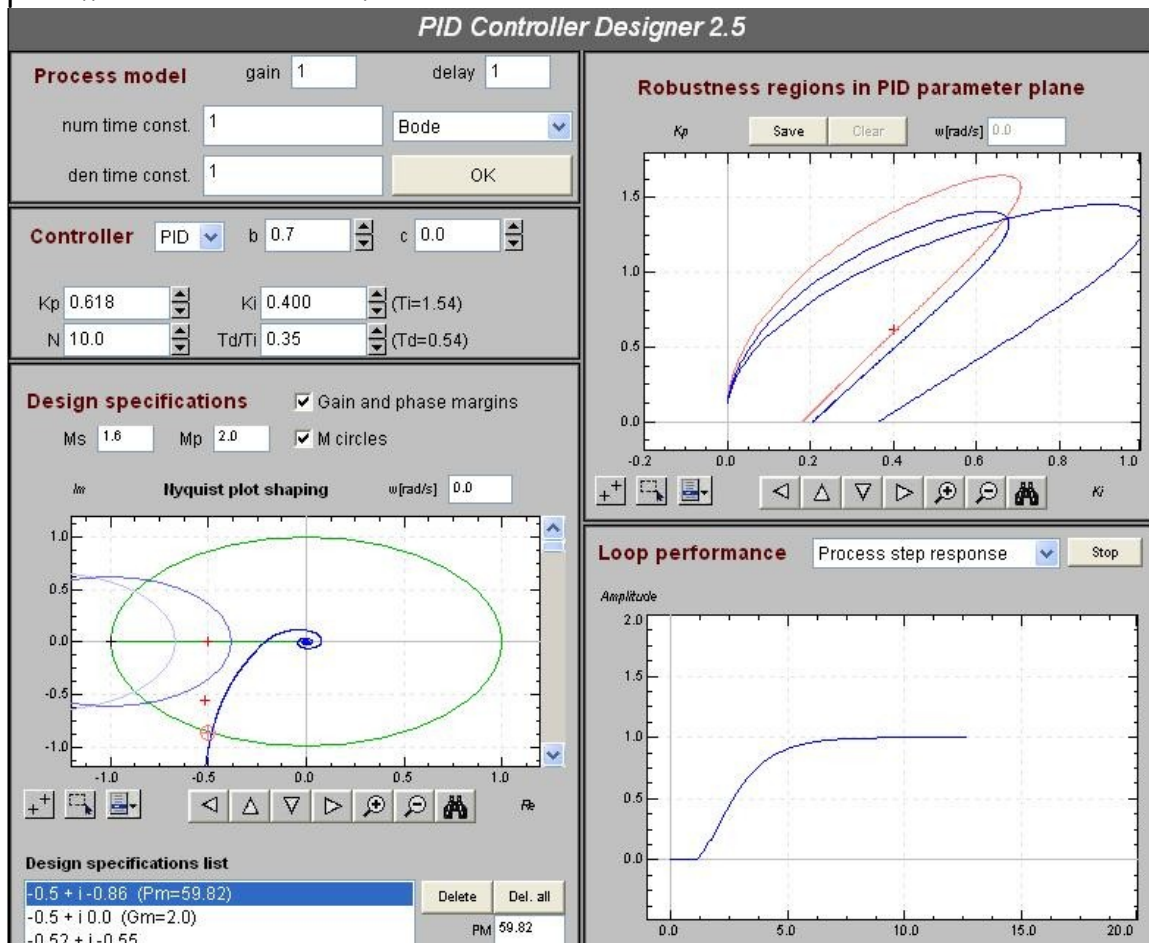 PID Controller Designer 2.5
Process model gain 1 delay 1
num time const. 1 Bode
den time const. 1 OK
Controller PID b 0.7 c 0.0
Kp 0.618 Ki 0.400 (Ti=1.54)
N 10.0 Td/Ti 0.35 (Td=0.54)
Design specifications Gain and phase margins
Ms 1.6 Mp 2.0 M circles
Im Nyquist plot shaping w[rad/s] 0.0
1.0
0.5
0.0
-0.5
-1.0
-1.0 -0.5 0.0 0.5 1.0
Re
Design specifications list
-0.5 + i -0.86 (Pm=59.82)
-0.5 + i 0.0 (Gm=2.0)
-0.52 + i -0.55
Delete Del. all
PM 59.82
Robustness regions in PID parameter plane
Kp Save Clear w[rad/s] 0.0
1.5
1.0
0.5
0.0
-0.2 0.0 0.2 0.4 0.6 0.8 1.0
Ki
Loop performance Process step response Stop
Amplitude
2.0
1.5
1.0
0.5
0.0
0.0 5.0 10.0 15.0 20.0